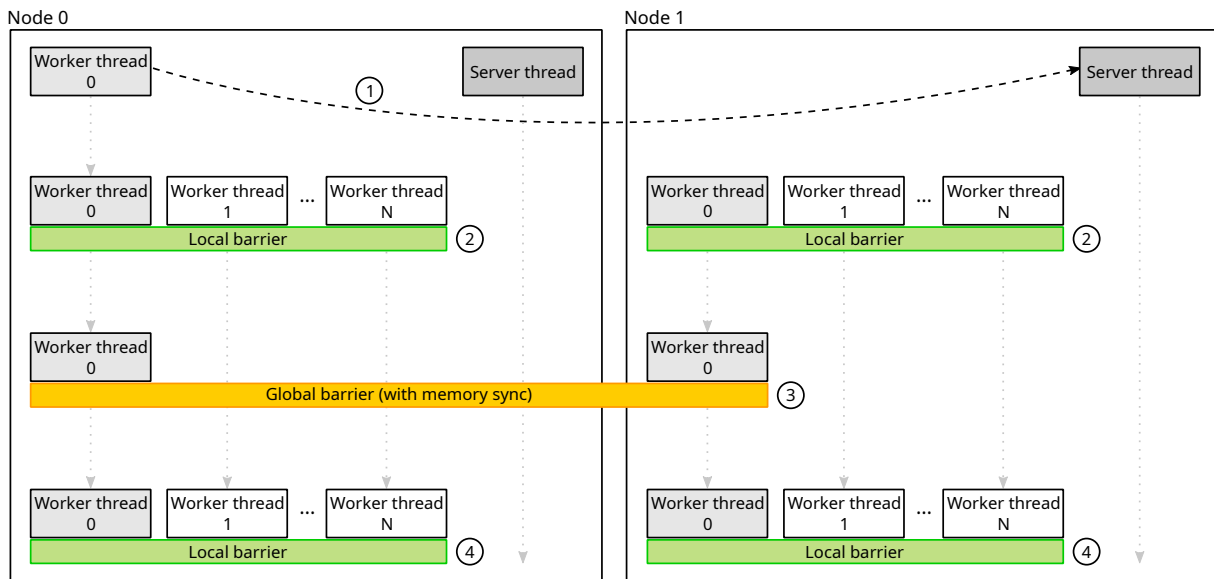 Node 0
Node 1
Worker thread
0
Server thread
Server thread
1
Worker thread
0
Worker thread
1
...
Worker thread
N
Worker thread
0
Worker thread
1
...
Worker thread
N
Local barrier
2
Local barrier
2
Worker thread
0
Worker thread
0
Global barrier (with memory sync)
3
Worker thread
0
Worker thread
1
...
Worker thread
N
Worker thread
0
Worker thread
1
...
Worker thread
N
Local barrier
4
Local barrier
4